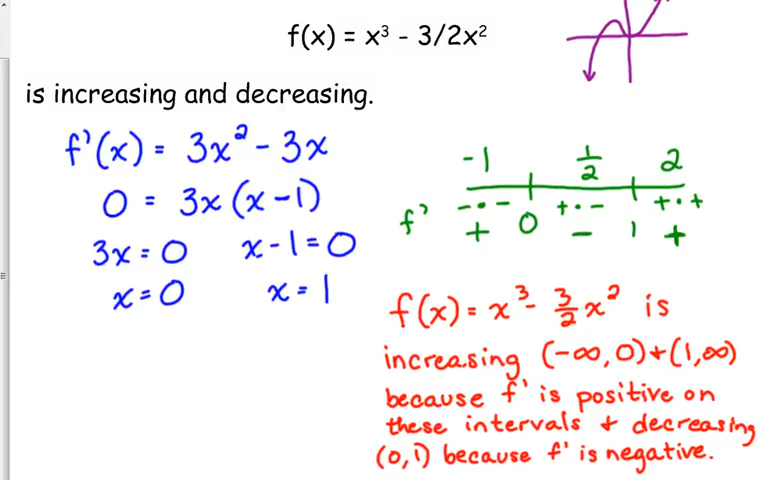 f(x) = x³ - 3/2x²
is increasing and decreasing.
f'(x) = 3x² - 3x
0 = 3x(x-1)
3x = 0 x-1 = 0
x = 0 x = 1
-1 1/2 2
f' -·- +·- ++·+
+ 0 - 1 +
f(x) = x³ - 3/2 x² is
increasing (-∞,0)+(1,∞)
because f' is positive on
these intervals + decreasing
(0,1) because f' is negative.